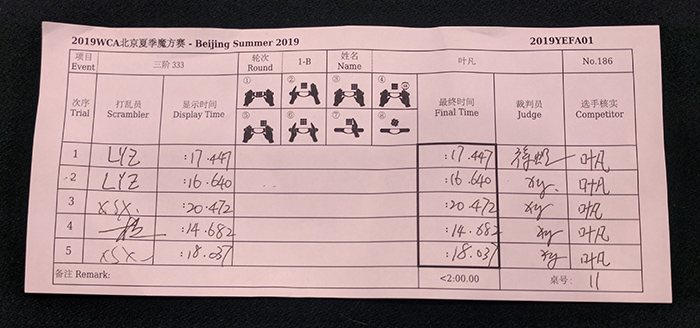 2019WCA北京夏季魔方赛 - Beijing Summer 2019 2019YEFA01
项目 Event 三阶 333 轮次 Round 1-B 姓名 Name 叶凡 No.186
次序 Trial 打乱员 Scrambler 显示时间 Display Time ① ② ③ ④ ⑤ ⑥ ⑦ ⑧ 最终时间 Final Time 裁判员 Judge 选手核实 Competitor
1 LYZ :17.447 :17.447 叶凡
2 LYZ :16.640 :16.640 xy. 叶凡
3 XSX. :20.472 :20.472 xy 叶凡
4 :14.682 :14.682 xy 叶凡
5 XSX :18.037 :18.037 xy 叶凡
备注 Remark: <2:00.00 桌号: 11